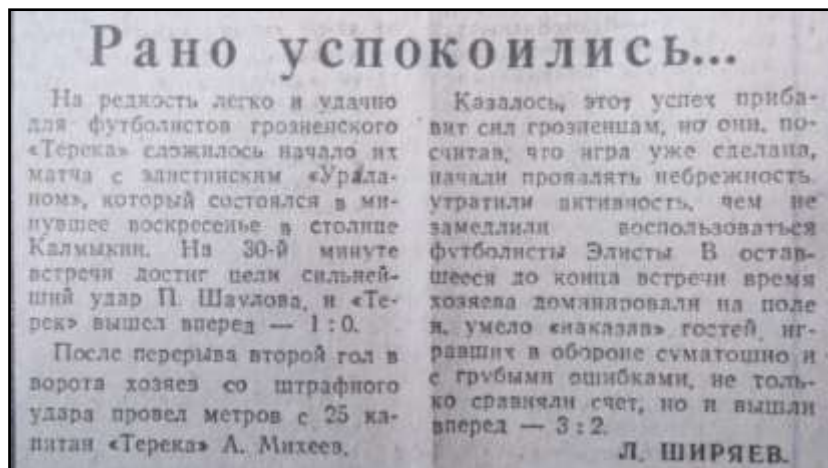 Рано успокоились...
На редкость легко и удачно
для футболистов грозненского
«Терека» сложилось начало их
матча с элистинским «Урала-
ном», который состоялся в ми-
нувшее воскресенье в столице
Калмыкии. На 30-й минуте
встречи достиг цели сильней-
ший удар П. Шаулова, и «Те-
рек» вышел вперед — 1:0.
После перерыва второй гол в
ворота хозяев со штрафного
удара провел метров с 25 ка-
питан «Терека» А. Михеев.
Казалось, этот успех приба-
вит сил грозненцам, но они, по-
считав, что игра уже сделана,
начали проявлять небрежность
утратили активность, чем не
замедлили воспользоваться
футболисты Элисты. В остав-
шееся до конца встречи время
хозяева доминировали на поле
и, умело «наказав» гостей, иг-
равших в обороне суматошно и
с грубыми ошибками, не толь-
ко сравняли счет, но и вышли
вперед — 3:2.
Л. ШИРЯЕВ.